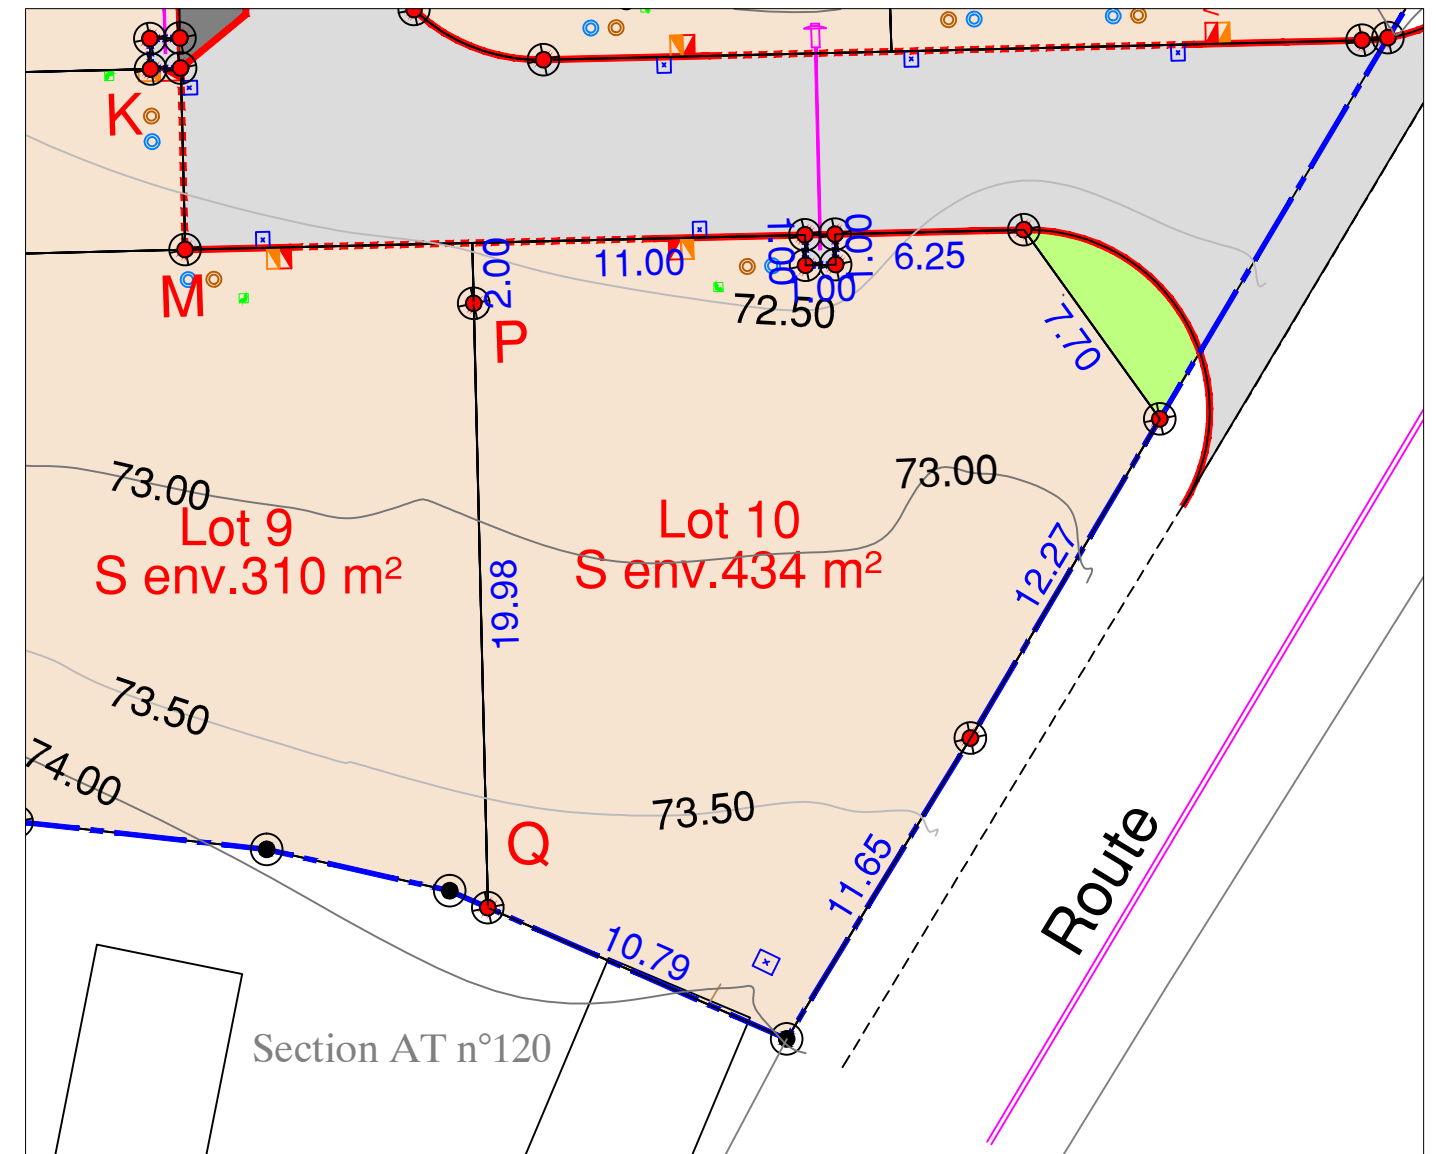 K
M
2.00
11.00
1.00
1.00
1.00
6.25
72.50
P
7.70
73.00
73.00
Lot 9
S env.310 m²
Lot 10
S env.434 m²
19.98
12.27
73.50
74.00
73.50
Q
11.65
10.79
Route
Section AT n°120